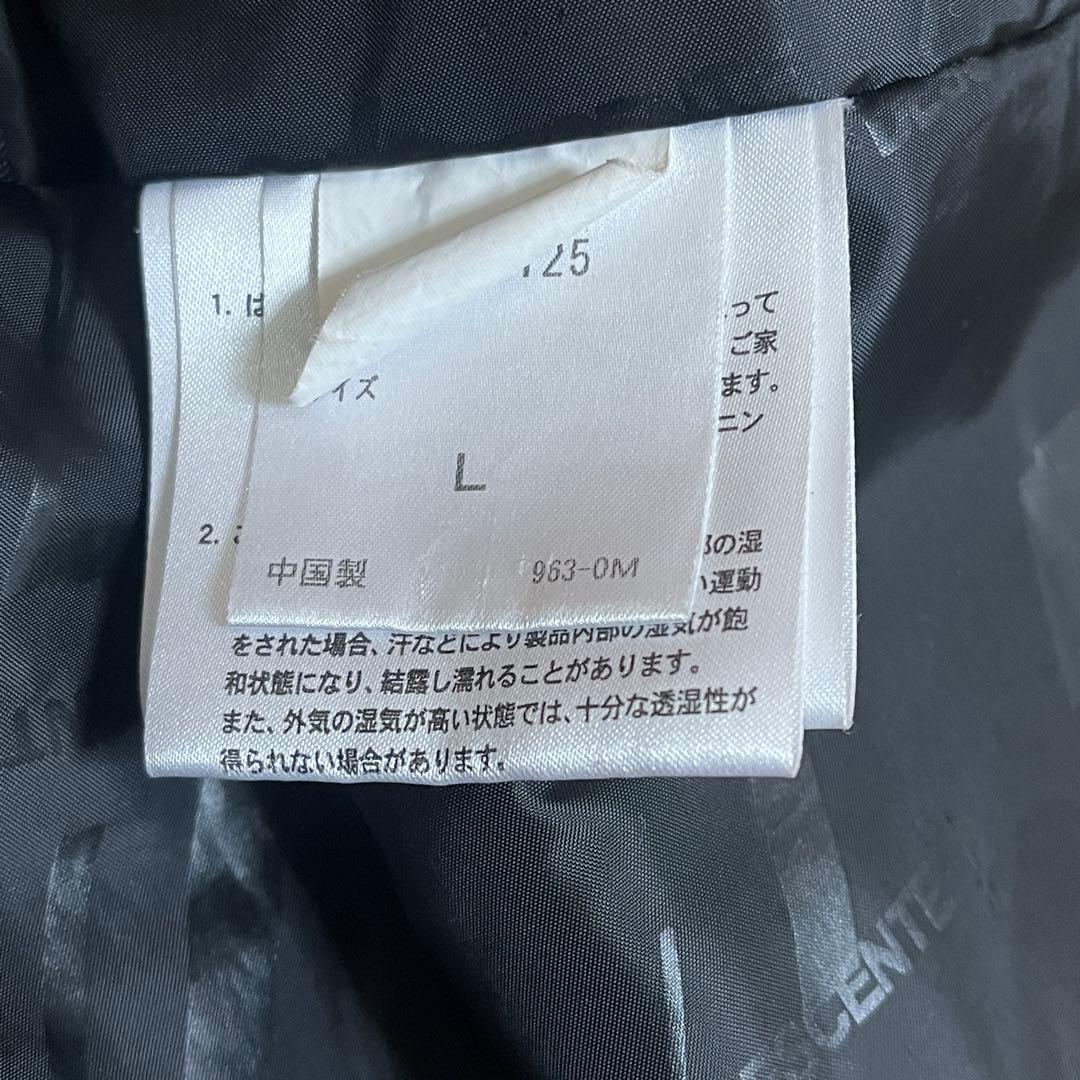 125
1. は
って
ご家
イズ
ます。
ニン
L
2.
の湿
中国製
963-0M
い運動
をされた場合、汗などにより製品内部の湿気が飽
和状態になり、結露し濡れることがあります。
また、外気の湿気が高い状態では、十分な透湿性が
得られない場合があります。
SCENTE